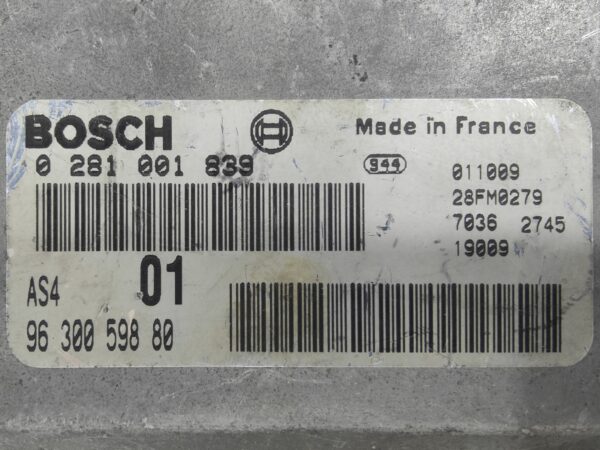 BOSCH
Made in France
0 281 001 839
944
011009
28FM0279
7036 2745
19009
AS4
01
96 300 598 80